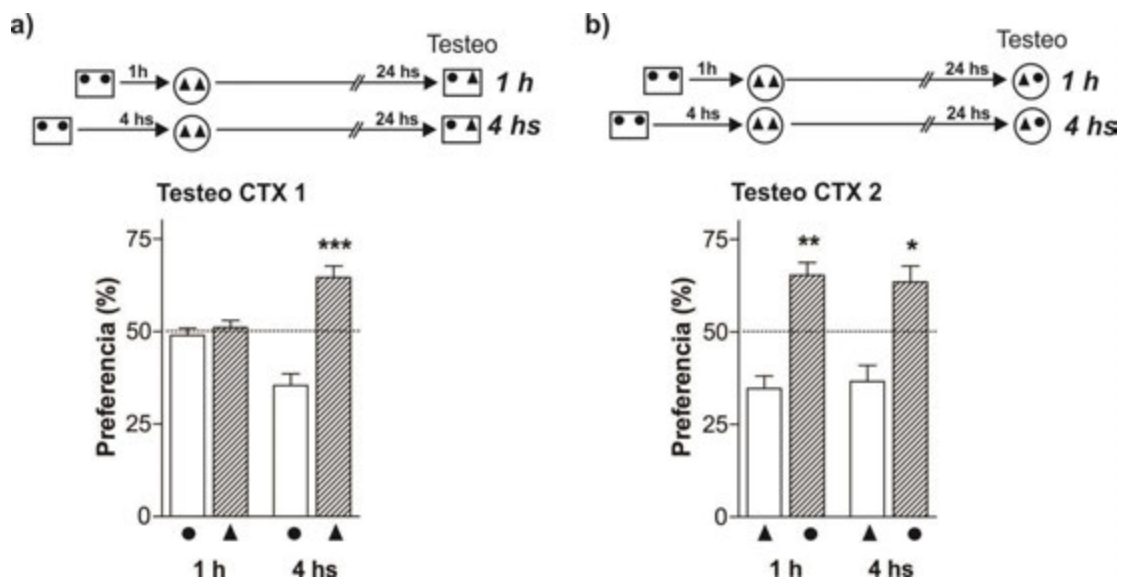 a)
Testeo
1h
24 hs
1 h
4 hs
24 hs
4 hs
Testeo CTX 1
Preferencia (%)
75
50
25
0
***
1 h
4 hs
b)
Testeo
1h
24 hs
1 h
4 hs
24 hs
4 hs
Testeo CTX 2
Preferencia (%)
75
50
25
0
**
*
1 h
4 hs